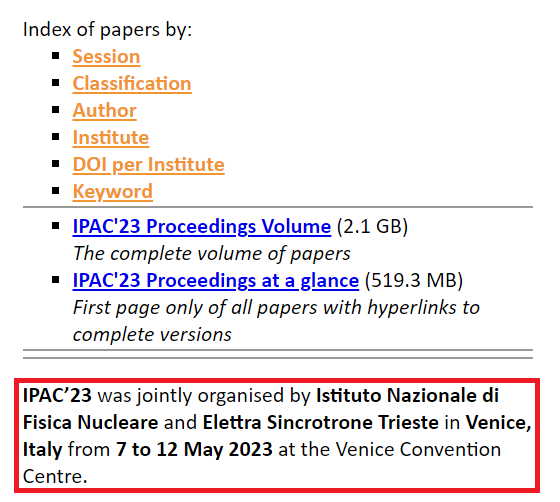 Index of papers by:
Session
Classification
Author
Institute
DOI per Institute
Keyword
IPAC'23 Proceedings Volume (2.1 GB)
The complete volume of papers
IPAC'23 Proceedings at a glance (519.3 MB)
First page only of all papers with hyperlinks to
complete versions
IPAC’23 was jointly organised by Istituto Nazionale di
Fisica Nucleare and Elettra Sincrotrone Trieste in Venice,
Italy from 7 to 12 May 2023 at the Venice Convention
Centre.